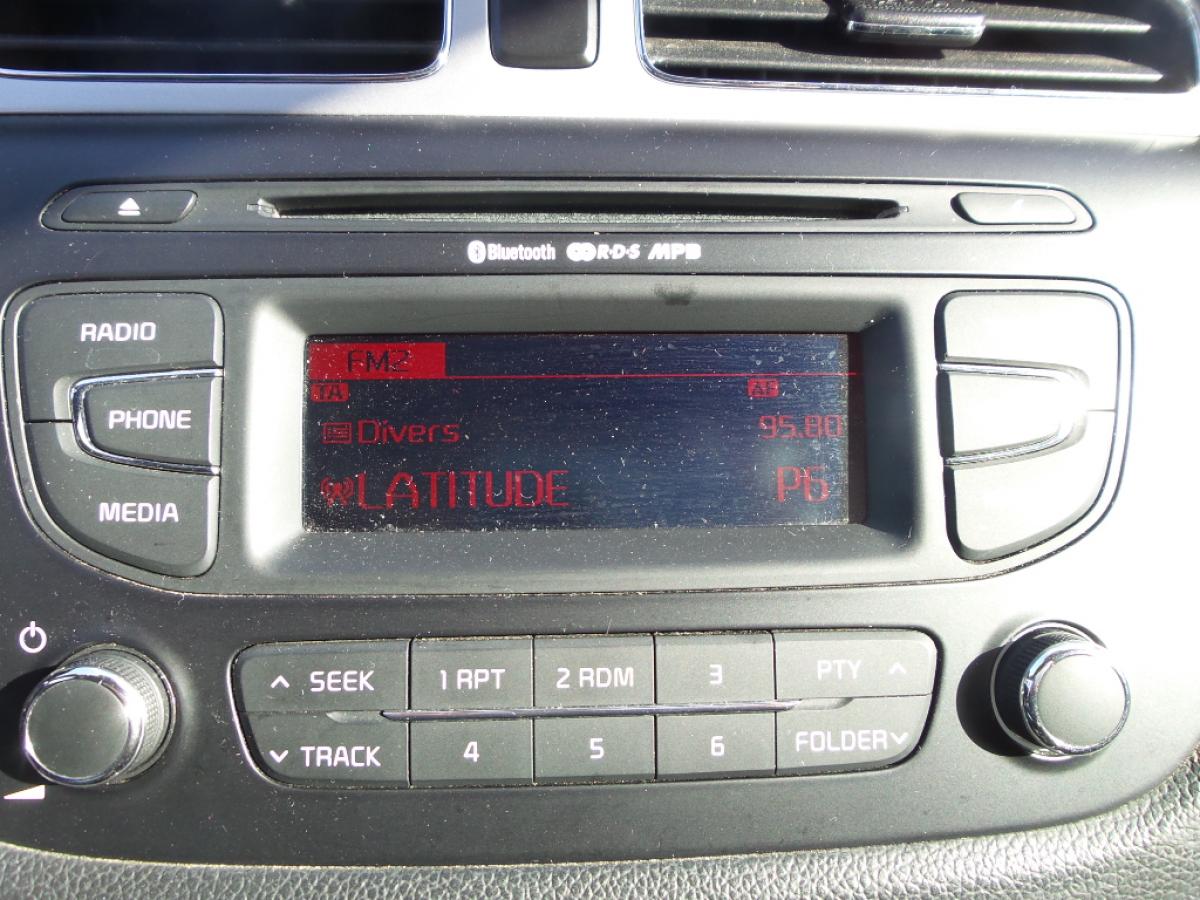 Bluetooth R·D·S MP3
RADIO
PHONE
MEDIA
FM2
TA AF
Divers 95.80
LATITUDE P6
SEEK 1 RPT 2 RDM 3 PTY
TRACK 4 5 6 FOLDER